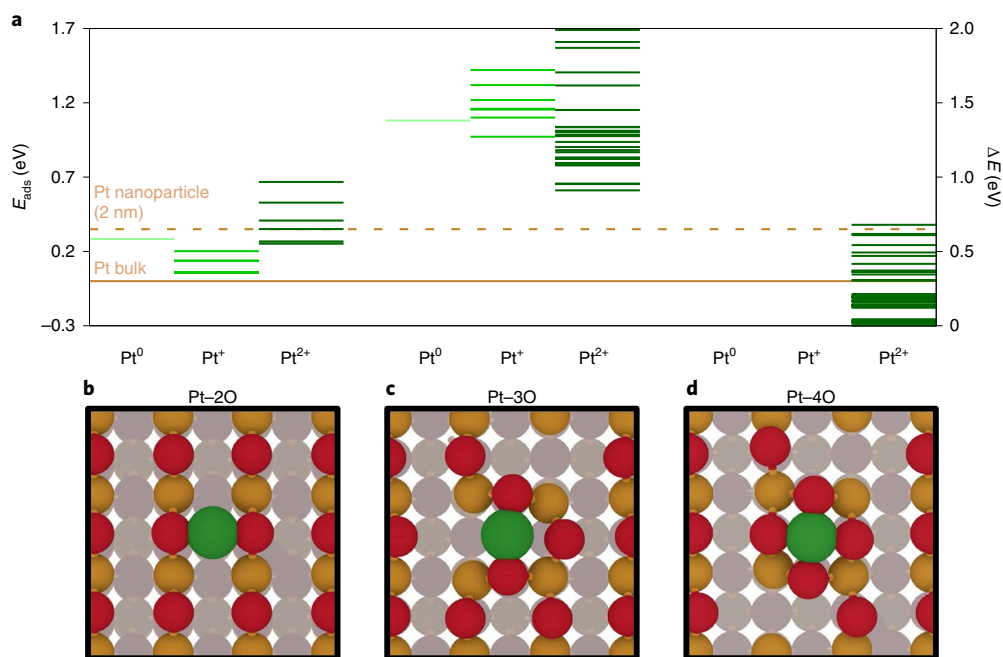 a
1.7
1.2
0.7
0.2
−0.3
E_ads (eV)
2.0
1.5
1.0
0.5
0
ΔE (eV)
Pt nanoparticle
(2 nm)
Pt bulk
Pt⁰ Pt⁺ Pt²⁺ Pt⁰ Pt⁺ Pt²⁺ Pt⁰ Pt⁺ Pt²⁺
b Pt–2O
c Pt–3O
d Pt–4O